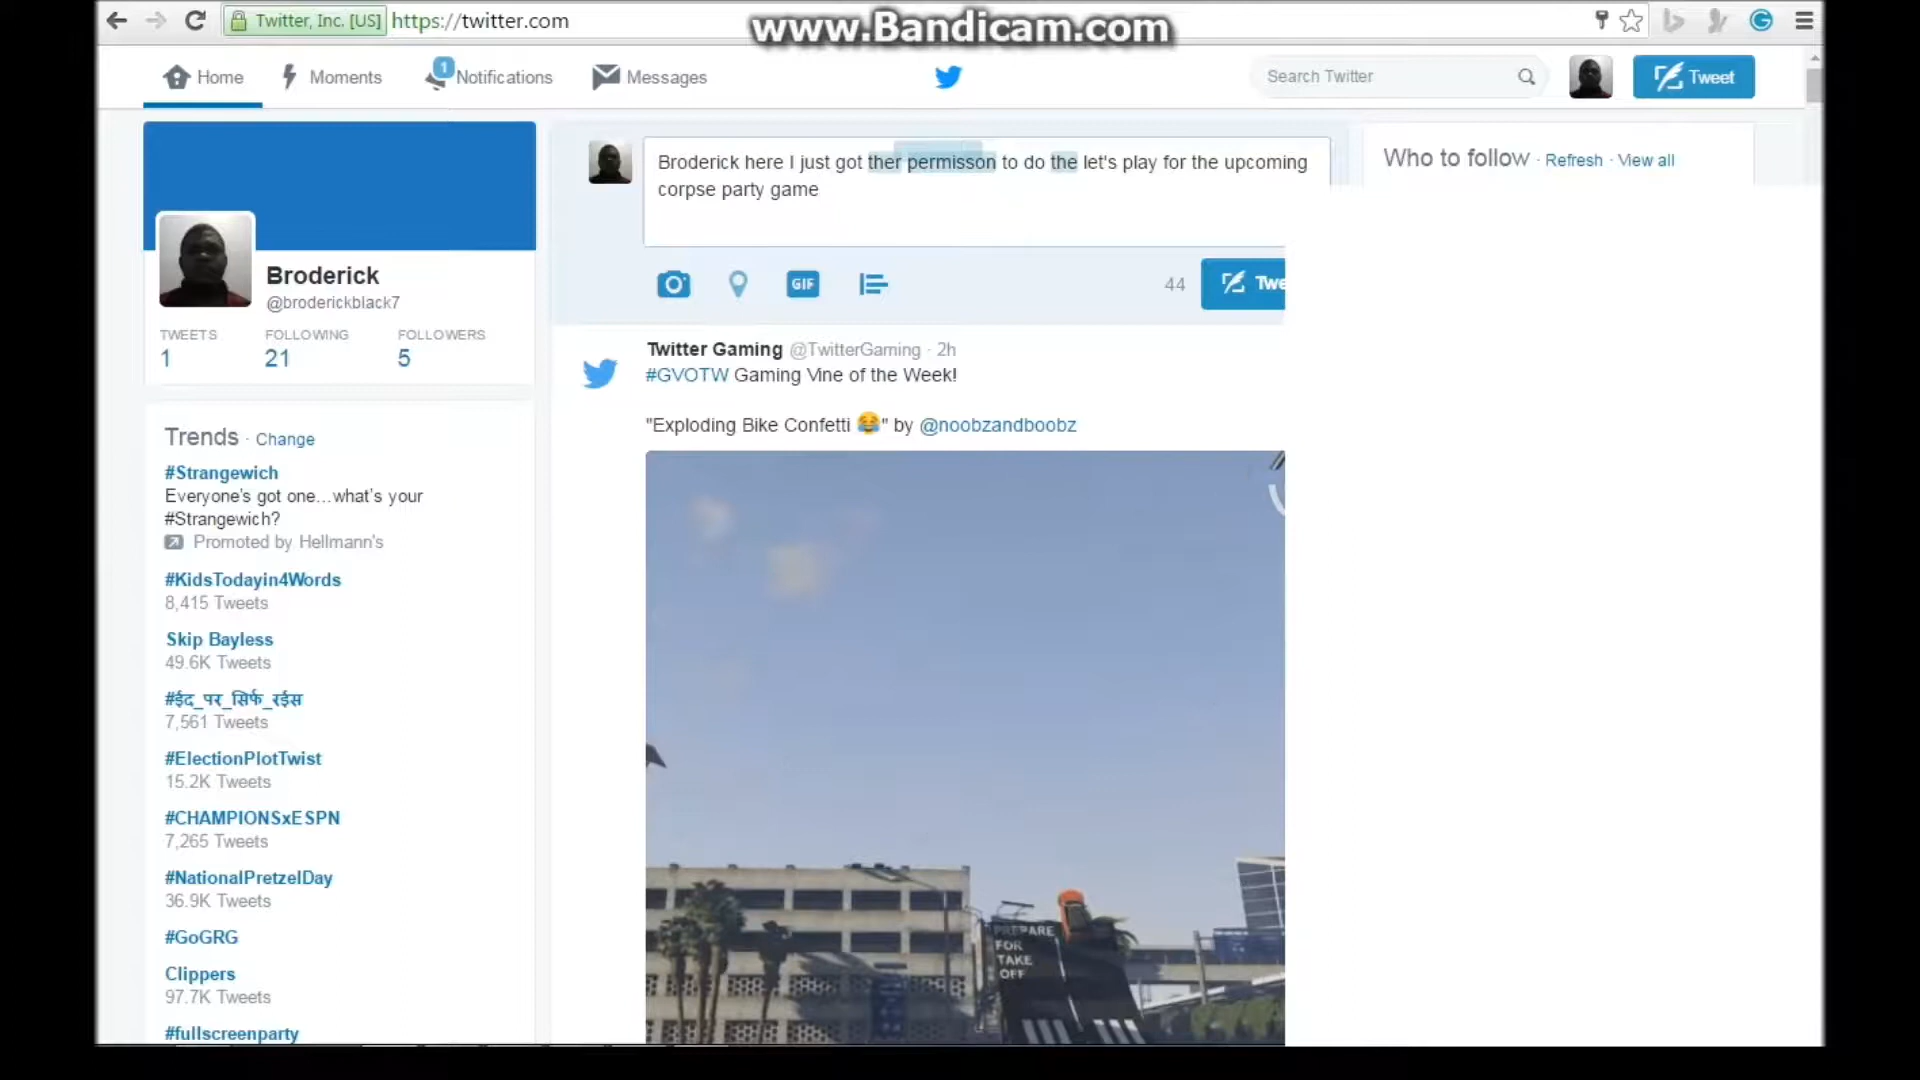 Twitter, Inc. [US] https://twitter.com
www.Bandicam.com
Home
Moments
1
Notifications
Messages
Search Twitter
Tweet
Broderick here I just got ther permisson to do the let's play for the upcoming
corpse party game
GIF
44
Twe
Who to follow · Refresh · View all
Broderick
@broderickblack7
TWEETS FOLLOWING FOLLOWERS
1 21 5
Trends · Change
#Strangewich
Everyone's got one...what's your
#Strangewich?
Promoted by Hellmann's
#KidsTodayin4Words
8,415 Tweets
Skip Bayless
49.6K Tweets
#ईद_पर_सिर्फ_रईस
7,561 Tweets
#ElectionPlotTwist
15.2K Tweets
#CHAMPIONSxESPN
7,265 Tweets
#NationalPretzelDay
36.9K Tweets
#GoGRG
Clippers
97.7K Tweets
#fullscreenparty
Twitter Gaming @TwitterGaming · 2h
#GVOTW Gaming Vine of the Week!
"Exploding Bike Confetti 😂" by @noobzandboobz
PREPARE
FOR
TAKE
OFF